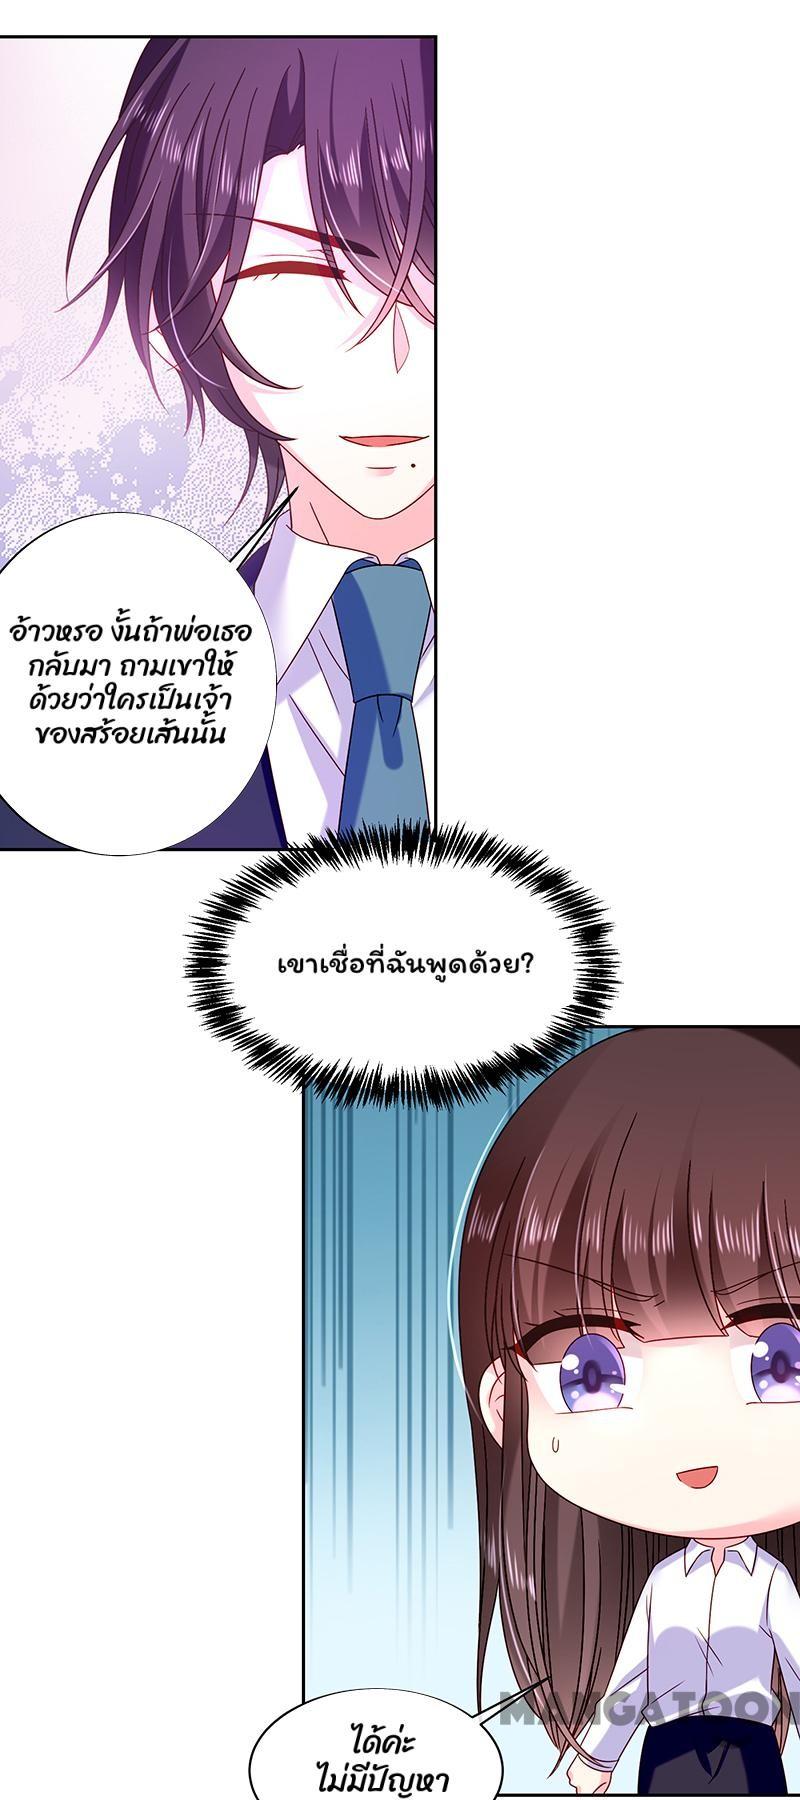 อ้าวหรอ งั้นถ้าพ่อเธอ
กลับมา ถามเขาให้
ด้วยว่าใครเป็นเจ้า
ของสร้อยเส้นนั้น
เขาเชื่อที่ฉันพูดด้วย?
MANGATOON
ได้ค่ะ
ไม่มีปัญหา